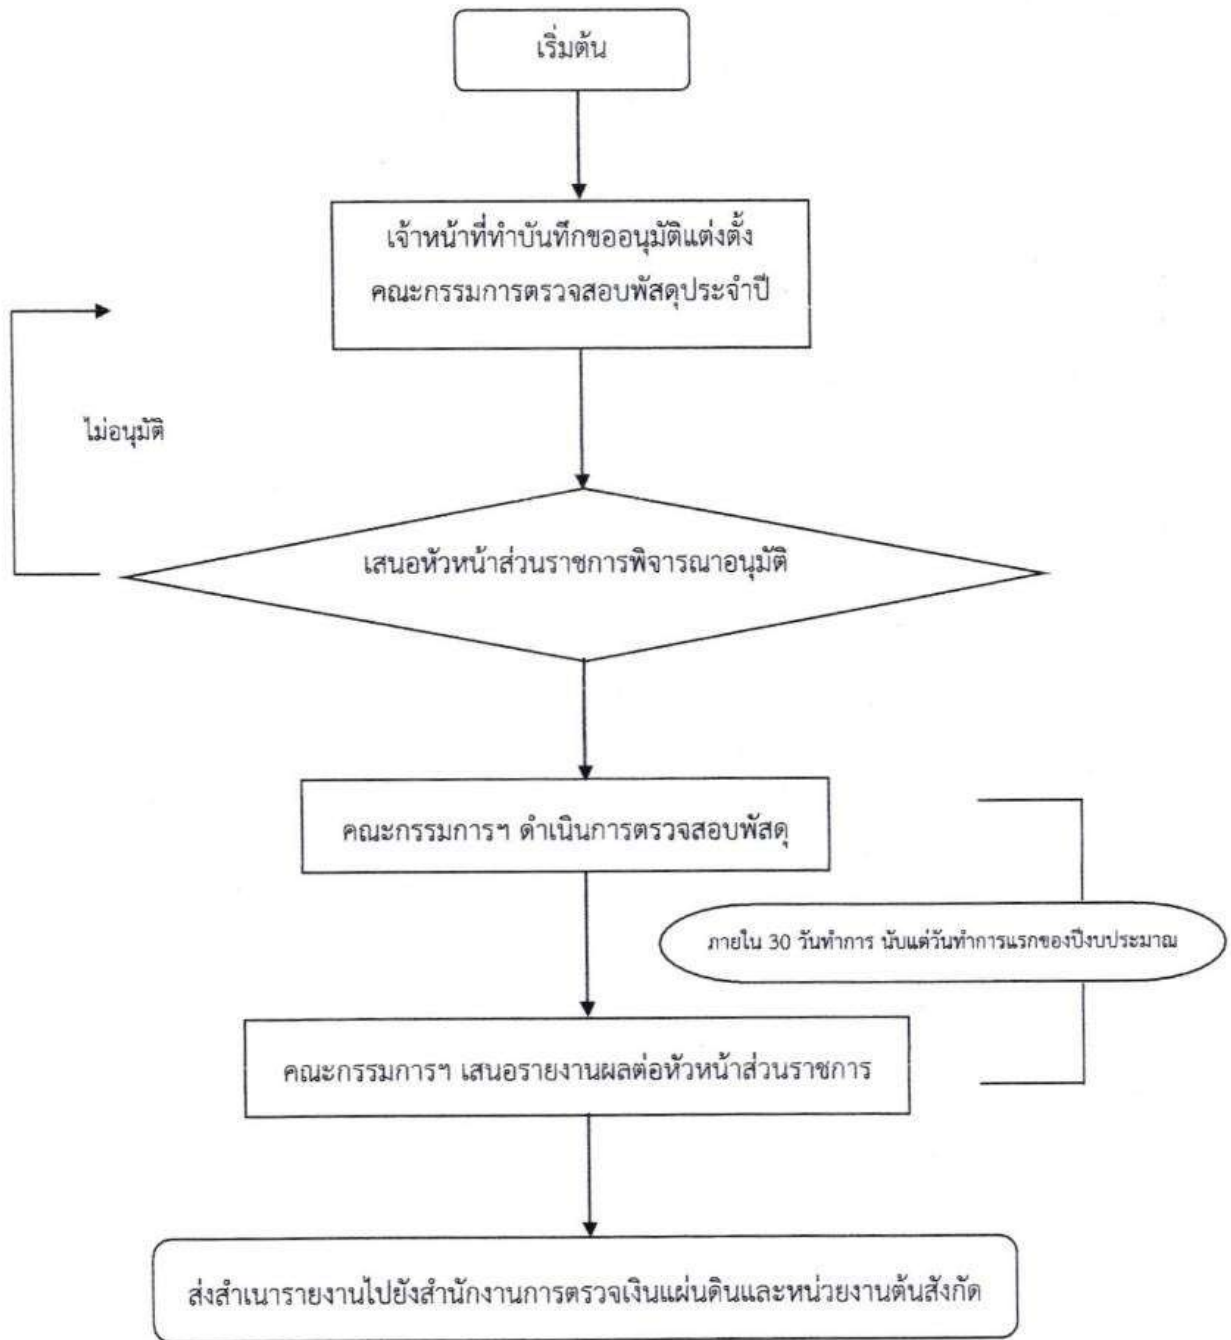 เริ่มต้น
เจ้าหน้าที่ทำบันทึกขออนุมัติแต่งตั้ง
คณะกรรมการตรวจสอบพัสดุประจำปี
ไม่อนุมัติ
เสนอหัวหน้าส่วนราชการพิจารณาอนุมัติ
คณะกรรมการฯ ดำเนินการตรวจสอบพัสดุ
ภายใน 30 วันทำการ นับแต่วันทำการแรกของปีงบประมาณ
คณะกรรมการฯ เสนอรายงานผลต่อหัวหน้าส่วนราชการ
ส่งสำเนารายงานไปยังสำนักงานการตรวจเงินแผ่นดินและหน่วยงานต้นสังกัด